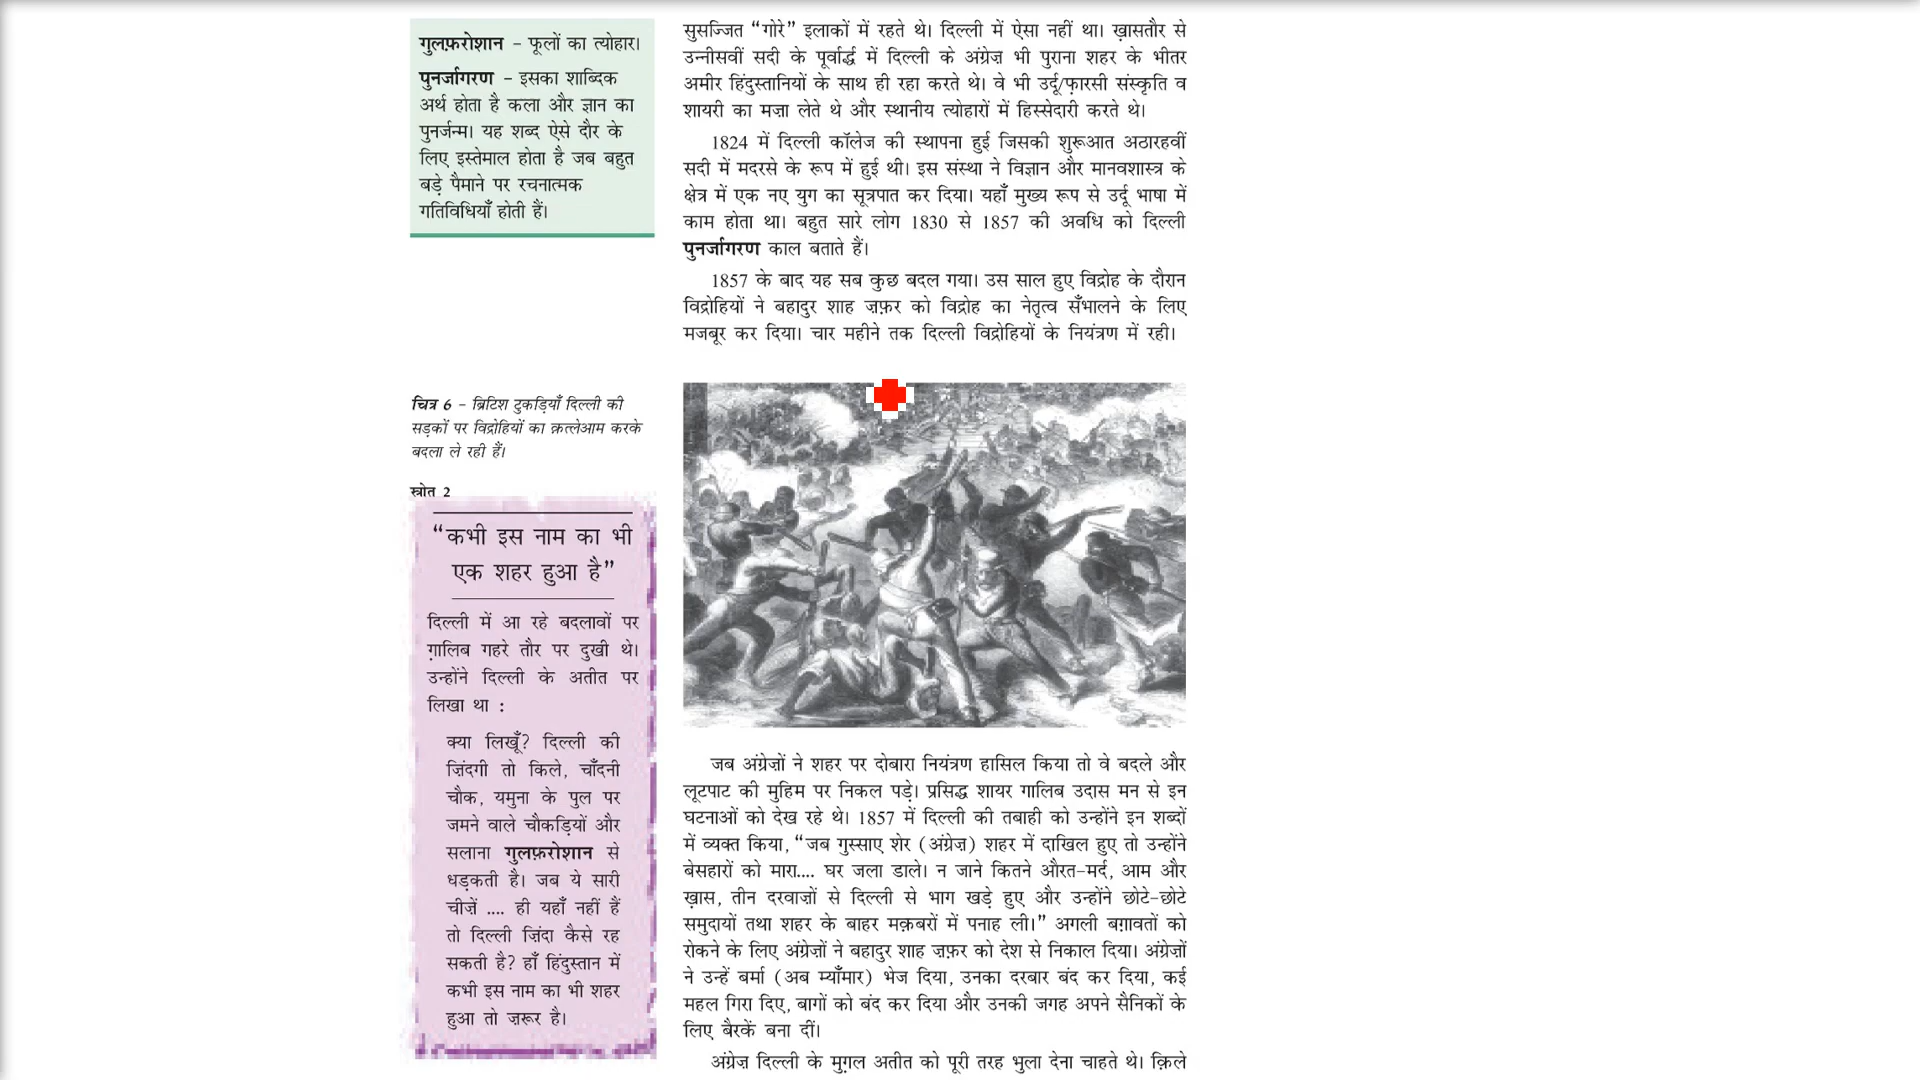 गुलफ़रोशान – फूलों का त्योहार।
पुनर्जागरण – इसका शाब्दिक
अर्थ होता है कला और ज्ञान का
पुनर्जन्म। यह शब्द ऐसे दौर के
लिए इस्तेमाल होता है जब बहुत
बड़े पैमाने पर रचनात्मक
गतिविधियाँ होती हैं।
सुसज्जित “गोरे” इलाकों में रहते थे। दिल्ली में ऐसा नहीं था। ख़ासतौर से
उन्नीसवीं सदी के पूर्वार्द्ध में दिल्ली के अंग्रेज़ भी पुराना शहर के भीतर
अमीर हिंदुस्तानियों के साथ ही रहा करते थे। वे भी उर्दू/फ़ारसी संस्कृति व
शायरी का मज़ा लेते थे और स्थानीय त्योहारों में हिस्सेदारी करते थे।
1824 में दिल्ली कॉलेज की स्थापना हुई जिसकी शुरूआत अठारहवीं
सदी में मदरसे के रूप में हुई थी। इस संस्था ने विज्ञान और मानवशास्त्र के
क्षेत्र में एक नए युग का सूत्रपात कर दिया। यहाँ मुख्य रूप से उर्दू भाषा में
काम होता था। बहुत सारे लोग 1830 से 1857 की अवधि को दिल्ली
पुनर्जागरण काल बताते हैं।
1857 के बाद यह सब कुछ बदल गया। उस साल हुए विद्रोह के दौरान
विद्रोहियों ने बहादुर शाह ज़फ़र को विद्रोह का नेतृत्व सँभालने के लिए
मजबूर कर दिया। चार महीने तक दिल्ली विद्रोहियों के नियंत्रण में रही।
चित्र 6 – ब्रिटिश टुकड़ियाँ दिल्ली की
सड़कों पर विद्रोहियों का क़त्लेआम करके
बदला ले रही हैं।
स्रोत 2
“कभी इस नाम का भी
एक शहर हुआ है”
दिल्ली में आ रहे बदलावों पर
ग़ालिब गहरे तौर पर दुखी थे।
उन्होंने दिल्ली के अतीत पर
लिखा था :
क्या लिखूँ? दिल्ली की
ज़िंदगी तो किले, चाँदनी
चौक, यमुना के पुल पर
जमने वाले चौकड़ियों और
सलाना गुलफ़रोशान से
धड़कती है। जब ये सारी
चीज़ें .... ही यहाँ नहीं हैं
तो दिल्ली ज़िंदा कैसे रह
सकती है? हाँ हिंदुस्तान में
कभी इस नाम का भी शहर
हुआ तो ज़रूर है।
जब अंग्रेज़ों ने शहर पर दोबारा नियंत्रण हासिल किया तो वे बदले और
लूटपाट की मुहिम पर निकल पड़े। प्रसिद्ध शायर गालिब उदास मन से इन
घटनाओं को देख रहे थे। 1857 में दिल्ली की तबाही को उन्होंने इन शब्दों
में व्यक्त किया, “जब गुस्साए शेर (अंग्रेज़) शहर में दाखिल हुए तो उन्होंने
बेसहारों को मारा.... घर जला डाले। न जाने कितने औरत-मर्द, आम और
ख़ास, तीन दरवाज़ों से दिल्ली से भाग खड़े हुए और उन्होंने छोटे-छोटे
समुदायों तथा शहर के बाहर मक़बरों में पनाह ली।” अगली बग़ावतों को
रोकने के लिए अंग्रेज़ों ने बहादुर शाह ज़फ़र को देश से निकाल दिया। अंग्रेज़ों
ने उन्हें बर्मा (अब म्याँमार) भेज दिया, उनका दरबार बंद कर दिया, कई
महल गिरा दिए, बागों को बंद कर दिया और उनकी जगह अपने सैनिकों के
लिए बैरकें बना दीं।
अंग्रेज़ दिल्ली के मुग़ल अतीत को पूरी तरह भुला देना चाहते थे। क़िले